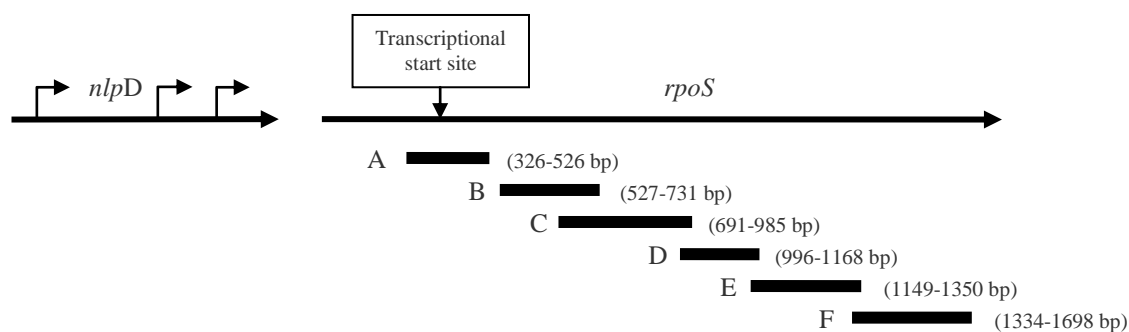 Transcriptional
start site
nlpD
rpoS
A (326-526 bp)
B (527-731 bp)
C (691-985 bp)
D (996-1168 bp)
E (1149-1350 bp)
F (1334-1698 bp)